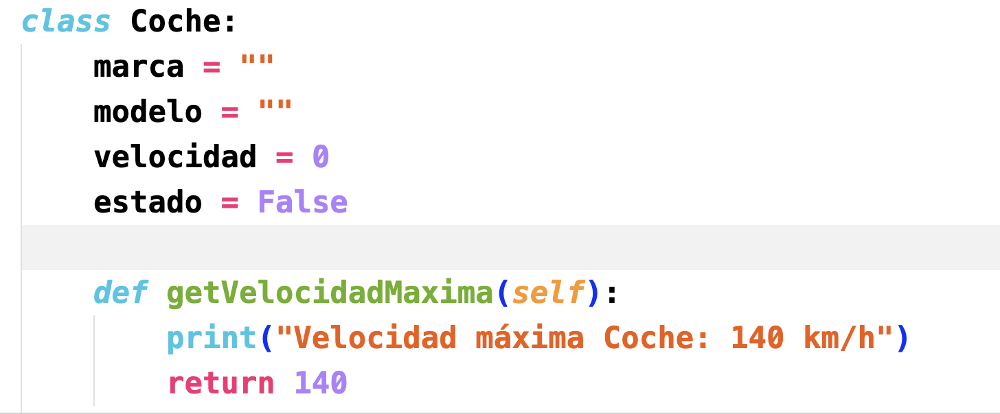 class Coche:
    marca = ""
    modelo = ""
    velocidad = 0
    estado = False

    def getVelocidadMaxima(self):
        print("Velocidad máxima Coche: 140 km/h")
        return 140